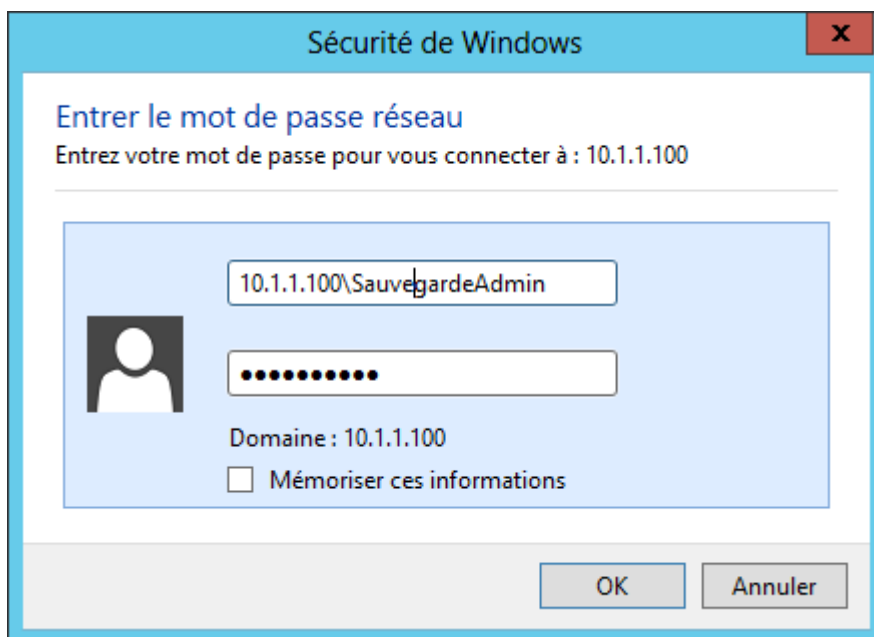 Sécurité de Windows
x
Entrer le mot de passe réseau
Entrez votre mot de passe pour vous connecter à : 10.1.1.100
10.1.1.100\SauvegardeAdmin
●●●●●●●●●●
Domaine : 10.1.1.100
Mémoriser ces informations
OK Annuler